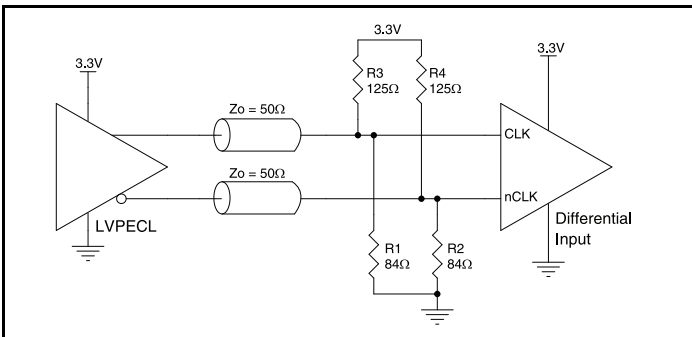 3.3V
3.3V
3.3V
R3
125Ω
R4
125Ω
Zo = 50Ω
CLK
Zo = 50Ω
nCLK
LVPECL
Differential
Input
R1
84Ω
R2
84Ω